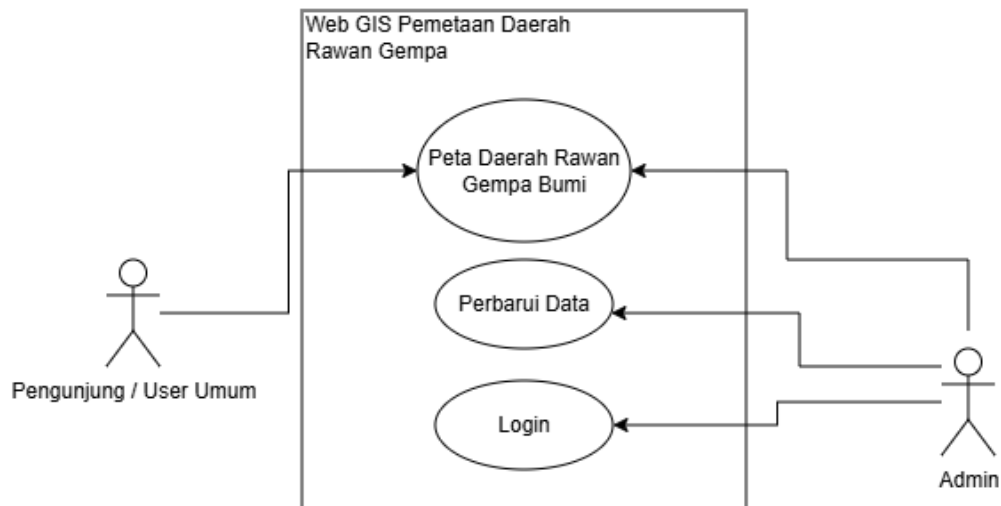 Web GIS Pemetaan Daerah
Rawan Gempa
Peta Daerah Rawan
Gempa Bumi
Perbarui Data
Pengunjung / User Umum
Login
Admin